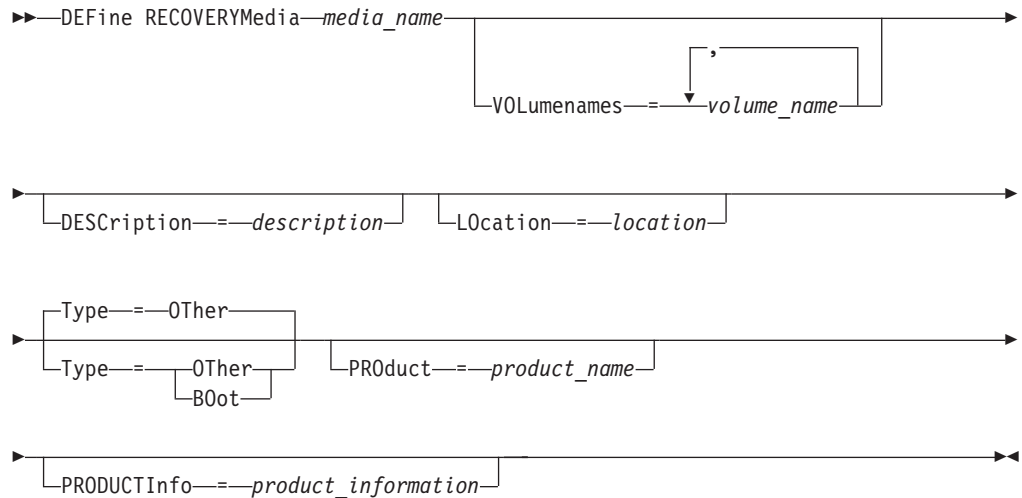 DEFine RECOVERYMedia media_name
,
VOLumenames = volume_name
DESCription = description LOcation = location
Type = OTher
Type = OTher PROduct = product_name
BOot
PRODUCTInfo = product_information